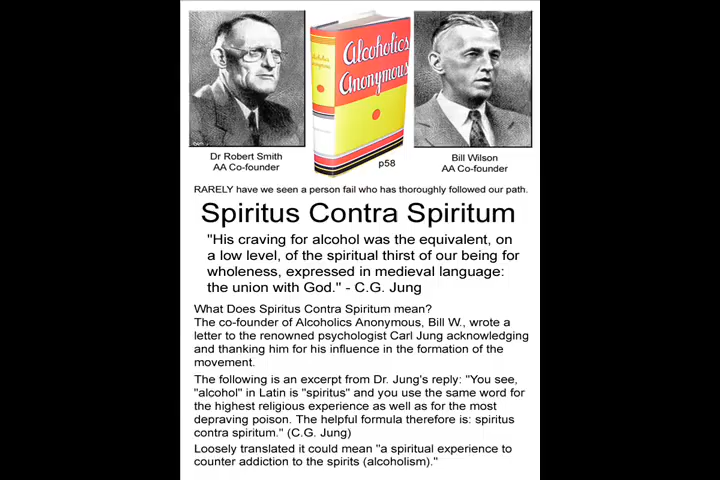 Alcoholics
Anonymous
Dr Robert Smith
AA Co-founder
p58
Bill Wilson
AA Co-founder
RARELY have we seen a person fail who has thoroughly followed our path.
Spiritus Contra Spiritum
"His craving for alcohol was the equivalent, on
a low level, of the spiritual thirst of our being for
wholeness, expressed in medieval language:
the union with God." - C.G. Jung
What Does Spiritus Contra Spiritum mean?
The co-founder of Alcoholics Anonymous, Bill W., wrote a
letter to the renowned psychologist Carl Jung acknowledging
and thanking him for his influence in the formation of the
movement.
The following is an excerpt from Dr. Jung's reply: "You see,
"alcohol" in Latin is "spiritus" and you use the same word for
the highest religious experience as well as for the most
depraving poison. The helpful formula therefore is: spiritus
contra spiritum." (C.G. Jung)
Loosely translated it could mean "a spiritual experience to
counter addiction to the spirits (alcoholism)."